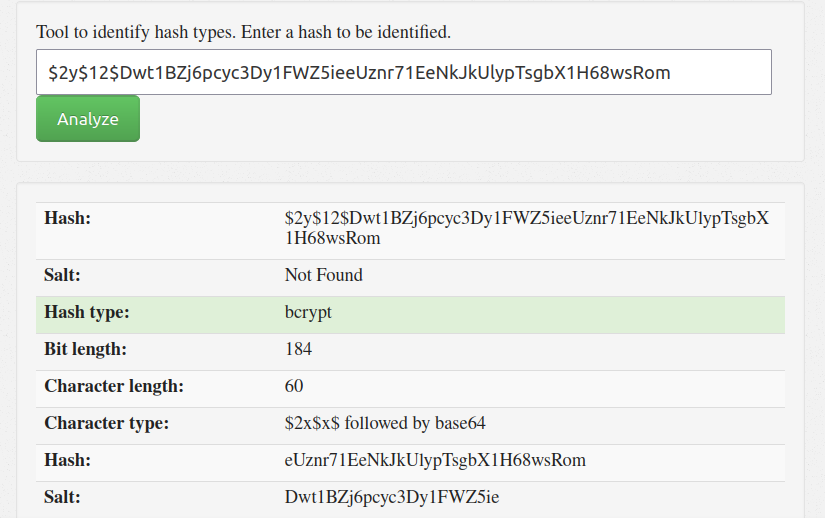 Tool to identify hash types. Enter a hash to be identified.
$2y$12$Dwt1BZj6pcyc3Dy1FWZ5ieeUznr71EeNkJkUlypTsgbX1H68wsRom
Analyze
Hash: $2y$12$Dwt1BZj6pcyc3Dy1FWZ5ieeUznr71EeNkJkUlypTsgbX
1H68wsRom
Salt: Not Found
Hash type: bcrypt
Bit length: 184
Character length: 60
Character type: $2x$x$ followed by base64
Hash: eUznr71EeNkJkUlypTsgbX1H68wsRom
Salt: Dwt1BZj6pcyc3Dy1FWZ5ie